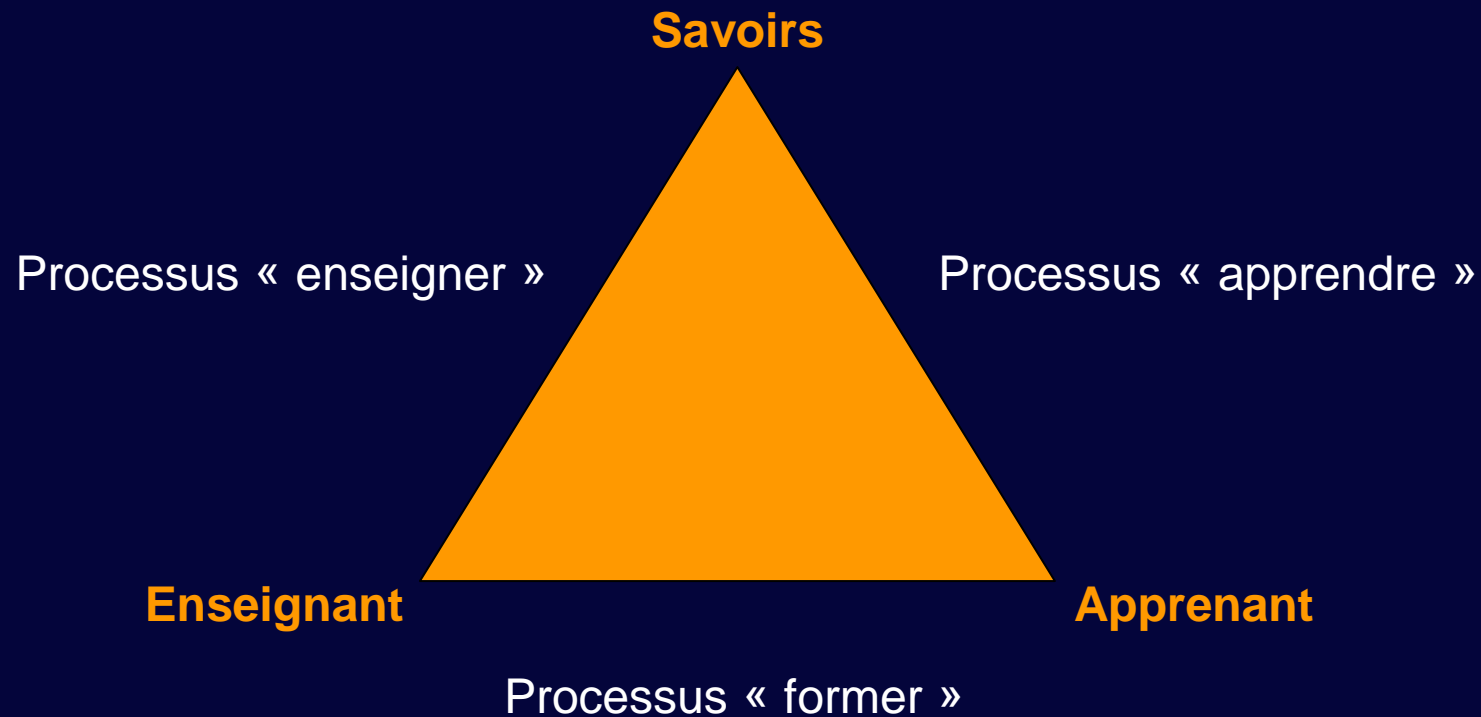 Savoirs
Processus « enseigner »
Processus « apprendre »
Enseignant
Apprenant
Processus « former »